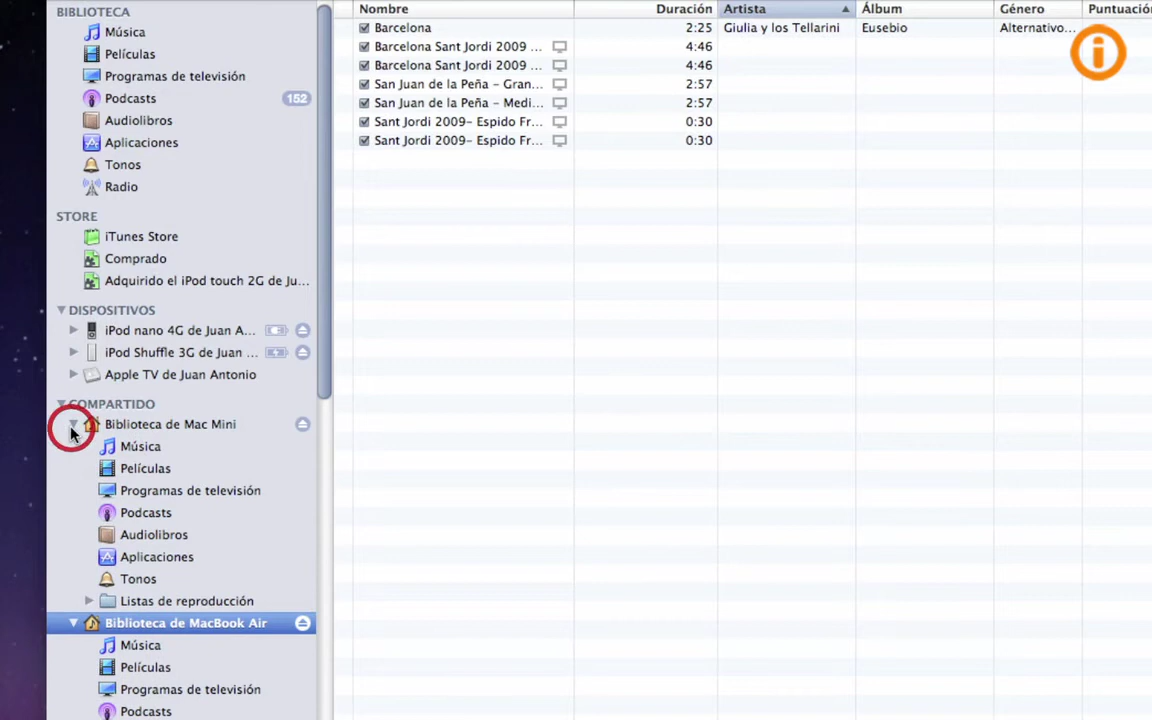 BIBLIOTECA
Música
Películas
Programas de televisión
Podcasts 152
Audiolibros
Aplicaciones
Tonos
Radio
STORE
iTunes Store
Comprado
Adquirido el iPod touch 2G de Ju...
DISPOSITIVOS
iPod nano 4G de Juan A...
iPod Shuffle 3G de Juan ...
Apple TV de Juan Antonio
COMPARTIDO
Biblioteca de Mac Mini
Música
Películas
Programas de televisión
Podcasts
Audiolibros
Aplicaciones
Tonos
Listas de reproducción
Biblioteca de MacBook Air
Música
Películas
Programas de televisión
Podcasts
Nombre Duración Artista Álbum Género Puntuació
Barcelona 2:25 Giulia y los Tellarini Eusebio Alternativo...
Barcelona Sant Jordi 2009 ... 4:46
Barcelona Sant Jordi 2009 ... 4:46
San Juan de la Peña - Gran... 2:57
San Juan de la Peña - Medi... 2:57
Sant Jordi 2009- Espido Fr... 0:30
Sant Jordi 2009- Espido Fr... 0:30